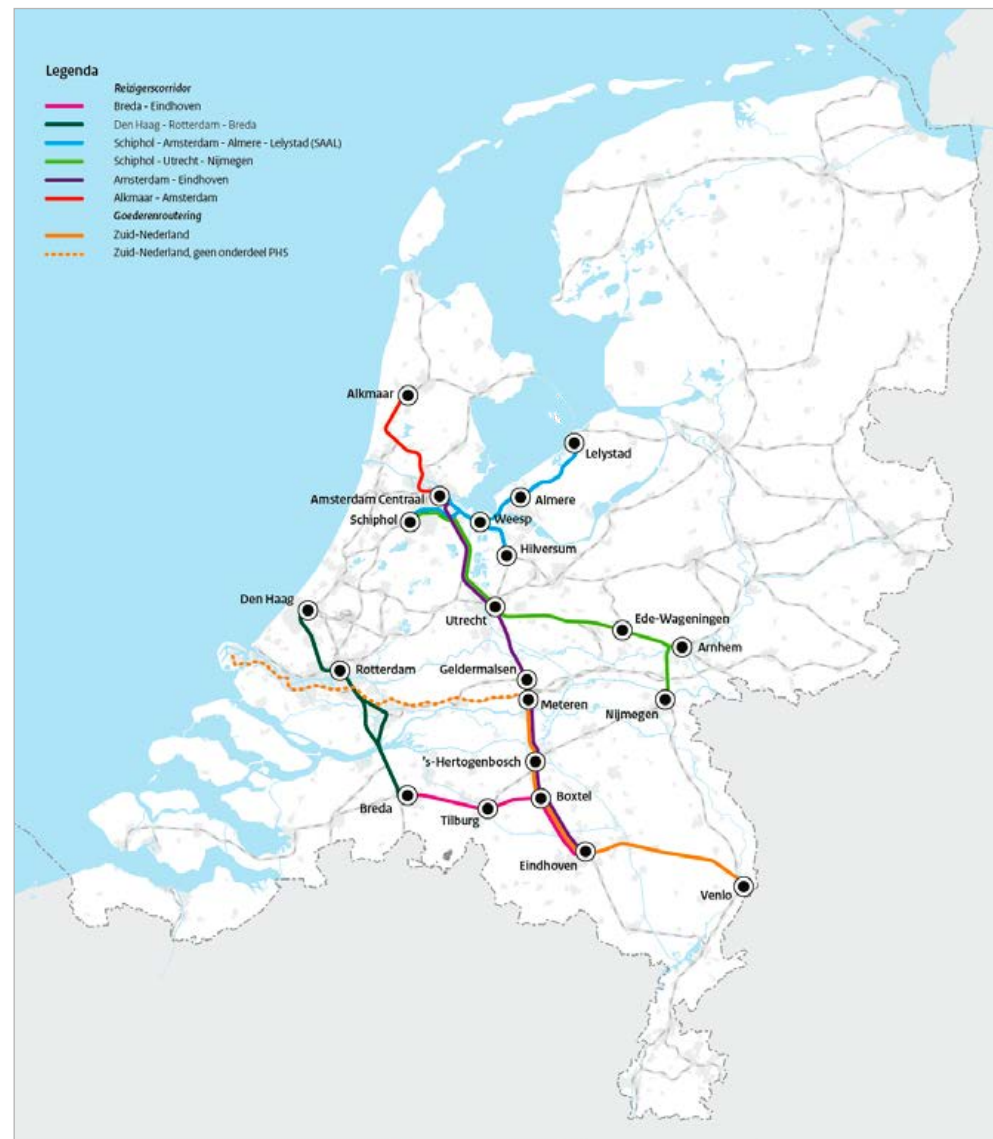 Legenda
Reizigerscorridor
Breda - Eindhoven
Den Haag - Rotterdam - Breda
Schiphol - Amsterdam - Almere - Lelystad (SAAL)
Schiphol - Utrecht - Nijmegen
Amsterdam - Eindhoven
Alkmaar - Amsterdam
Goederenroutering
Zuid-Nederland
Zuid-Nederland, geen onderdeel PHS
Alkmaar
Lelystad
Amsterdam Centraal
Almere
Schiphol
Weesp
Hilversum
Den Haag
Utrecht
Ede-Wageningen
Arnhem
Rotterdam
Geldermalsen
Meteren
Nijmegen
's-Hertogenbosch
Breda
Tilburg
Boxtel
Eindhoven
Venlo